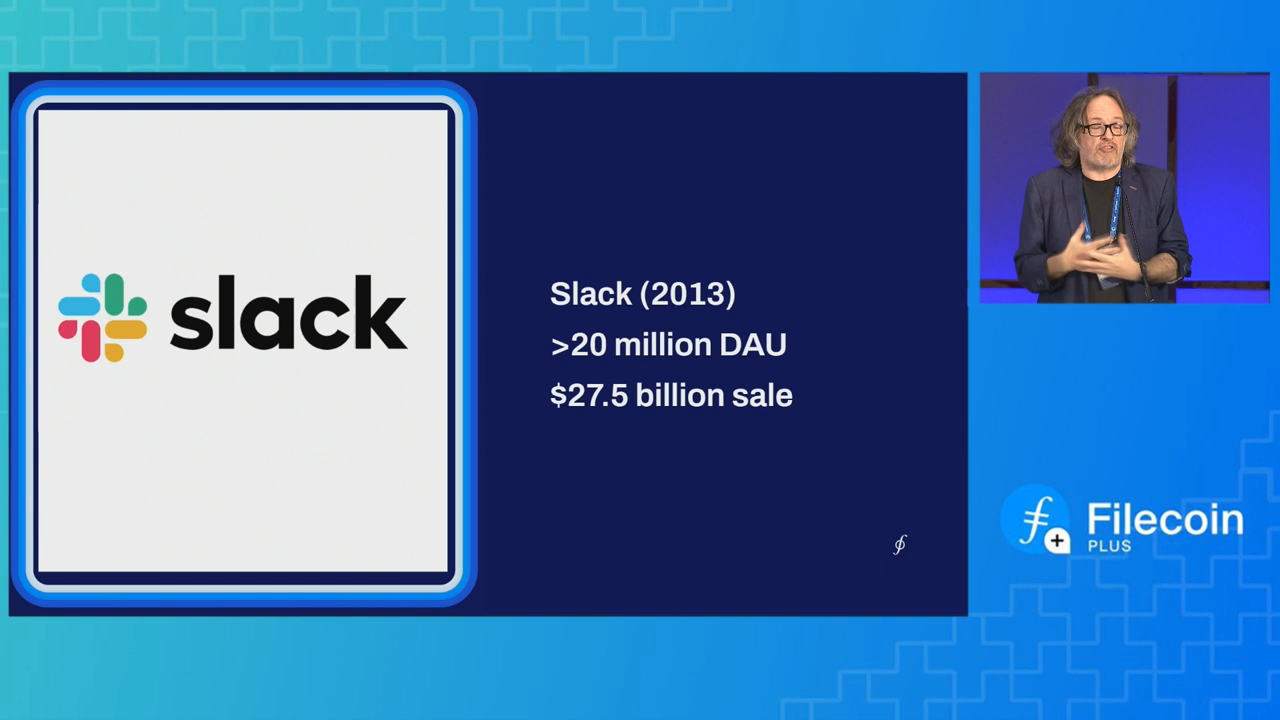 slack
Slack (2013)
>20 million DAU
$27.5 billion sale
Filecoin
PLUS